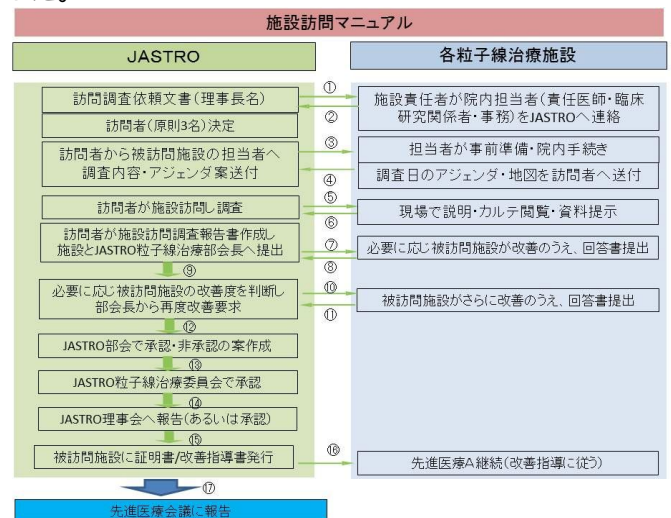 施設訪問マニュアル
JASTRO
各粒子線治療施設
訪問調査依頼文書(理事長名)
①
施設責任者が院内担当者(責任医師・臨床
研究関係者・事務)をJASTROへ連絡
訪問者(原則3名)決定
②
訪問者から被訪問施設の担当者へ
調査内容・アジェンダ案送付
③
担当者が事前準備・院内手続き
④
調査日のアジェンダ・地図を訪問者へ送付
訪問者が施設訪問し調査
⑤
⑥
現場で説明・カルテ閲覧・資料提示
訪問者が施設訪問調査報告書作成し
施設とJASTRO粒子線治療部会長へ提出
⑦
⑧
必要に応じ被訪問施設が改善のうえ、回答書提出
⑨
必要に応じ被訪問施設の改善度を判断し
部会長から再度改善要求
⑩
⑪
被訪問施設がさらに改善のうえ、回答書提出
⑫
JASTRO部会で承認・非承認の案作成
⑬
JASTRO粒子線治療委員会で承認
⑭
JASTRO理事会へ報告(あるいは承認)
⑮
被訪問施設に証明書/改善指導書発行
⑯
先進医療A継続(改善指導に従う)
⑰
先進医療会議に報告